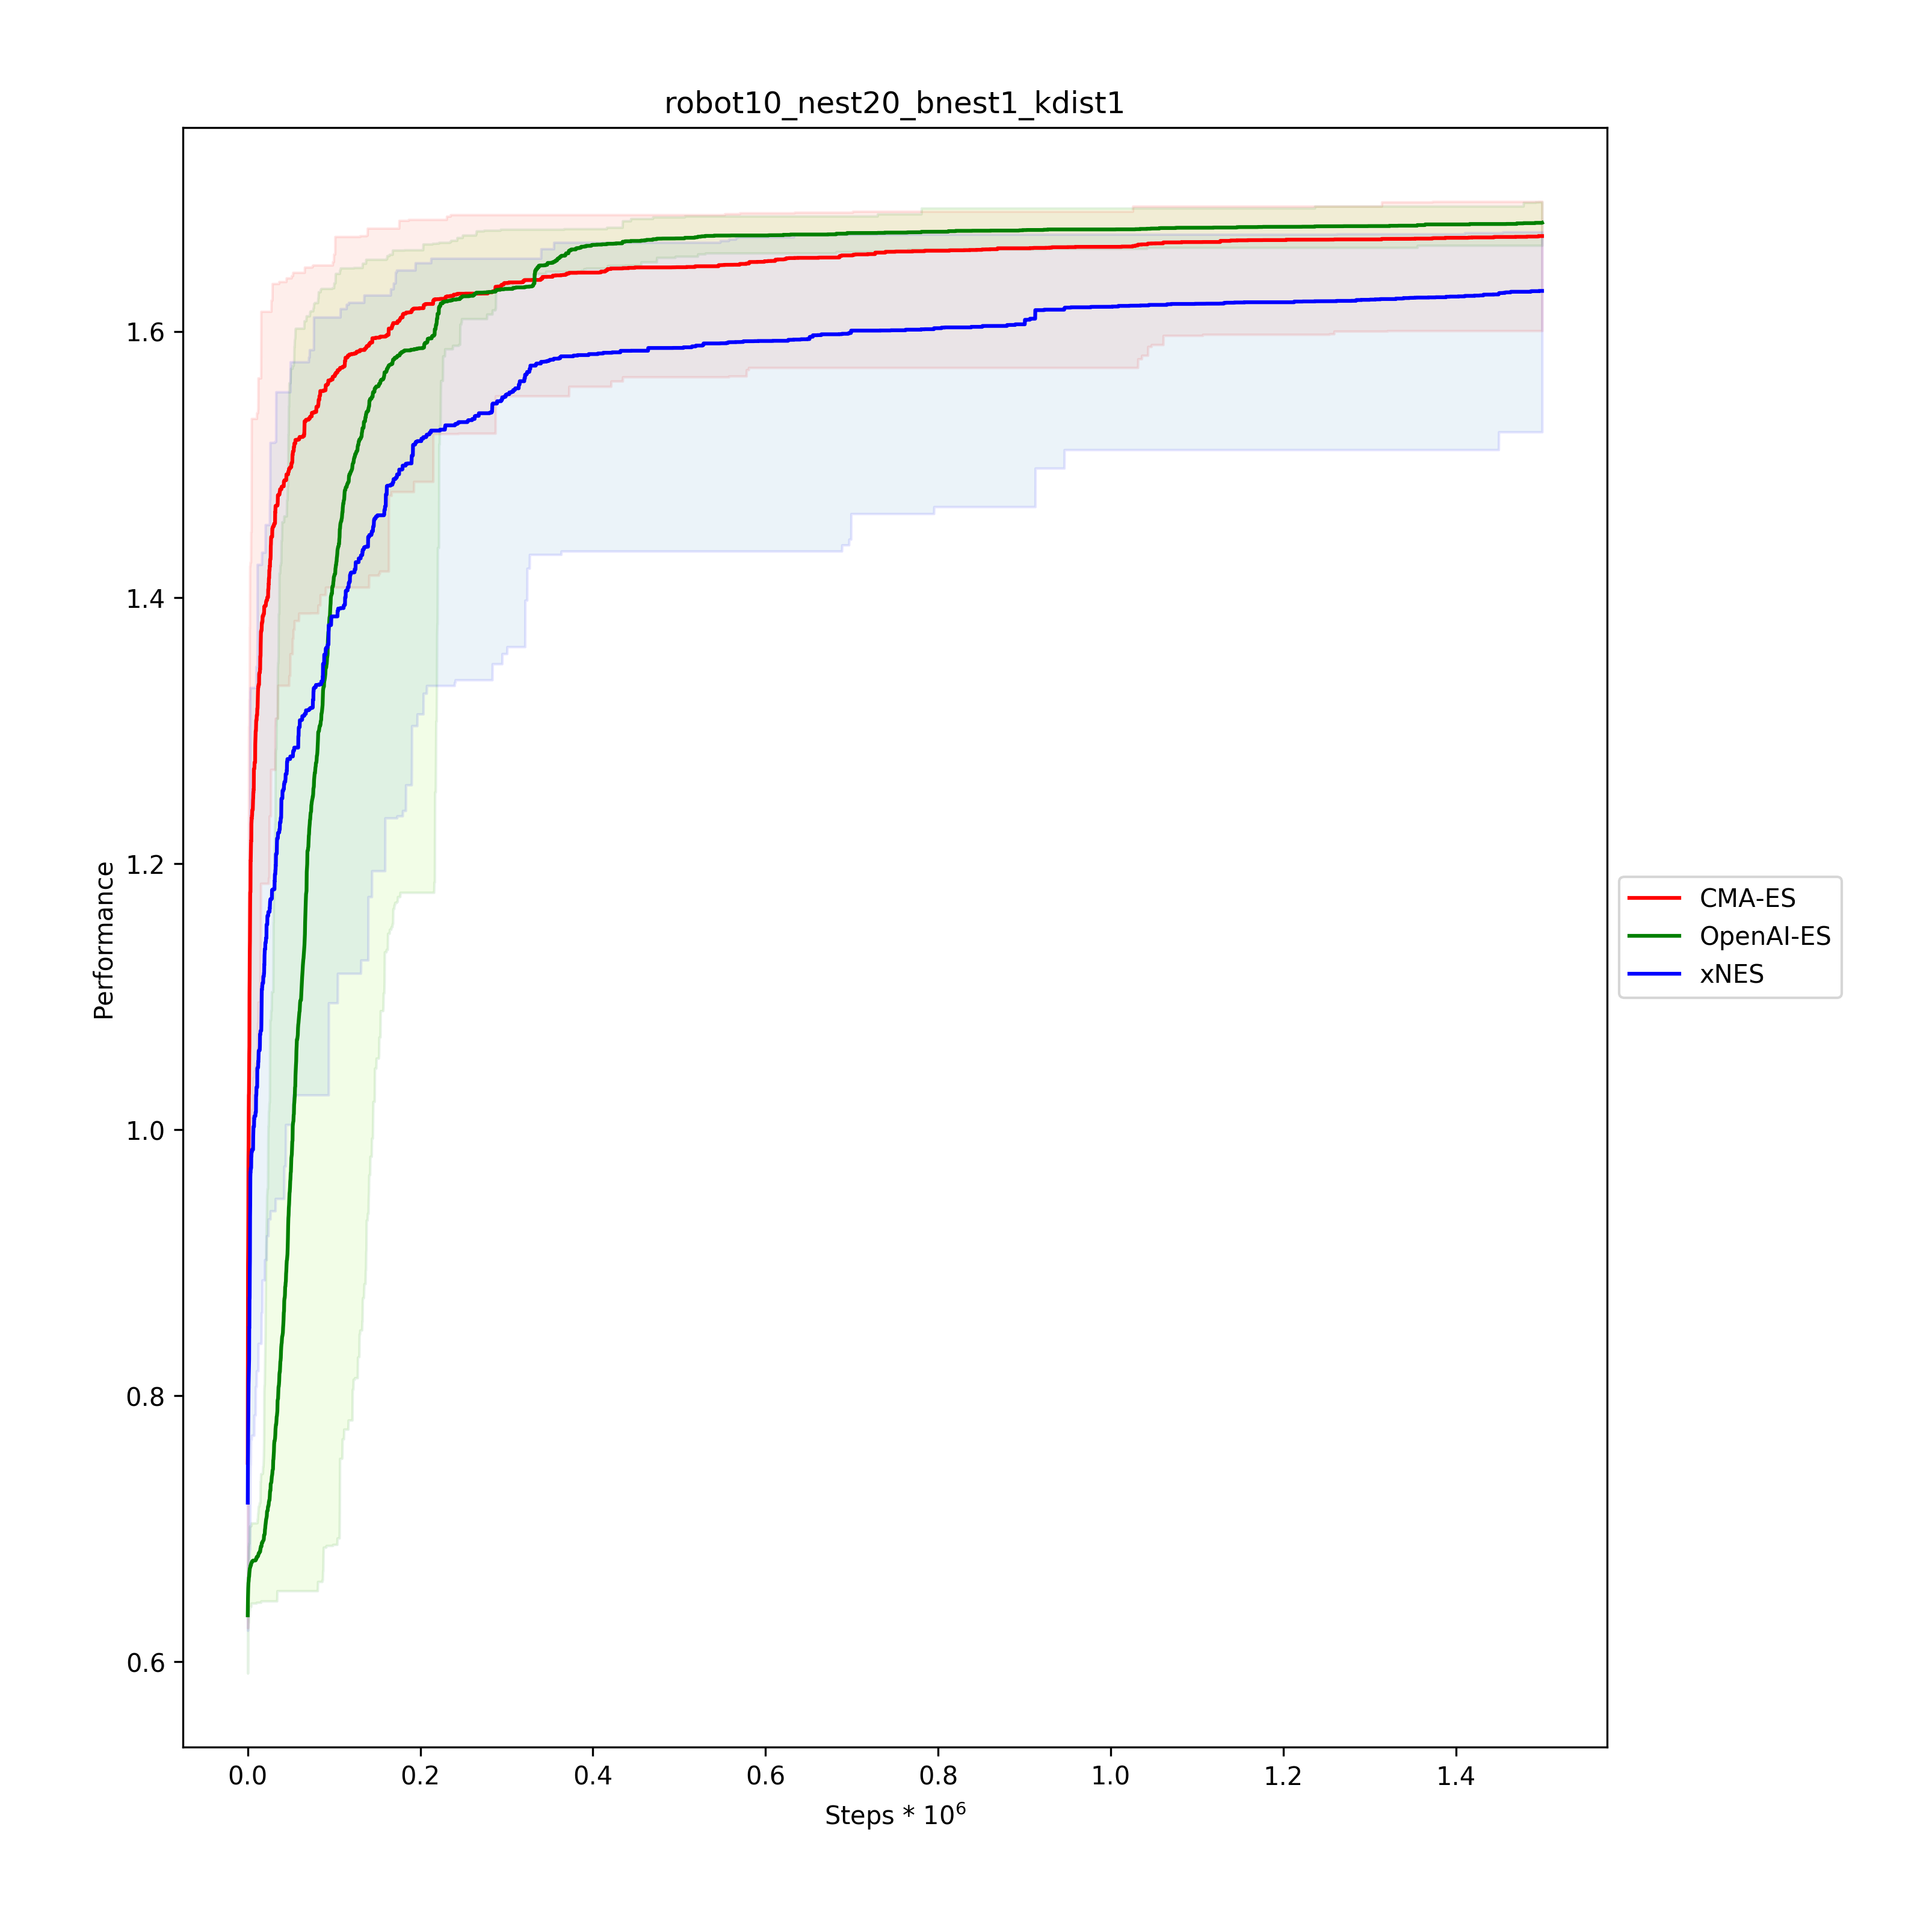 robot10_nest20_bnest1_kdist1
Performance
1.6
1.4
1.2
1.0
0.8
0.6
0.0 0.2 0.4 0.6 0.8 1.0 1.2 1.4
Steps * 10⁶
CMA-ES
OpenAI-ES
xNES